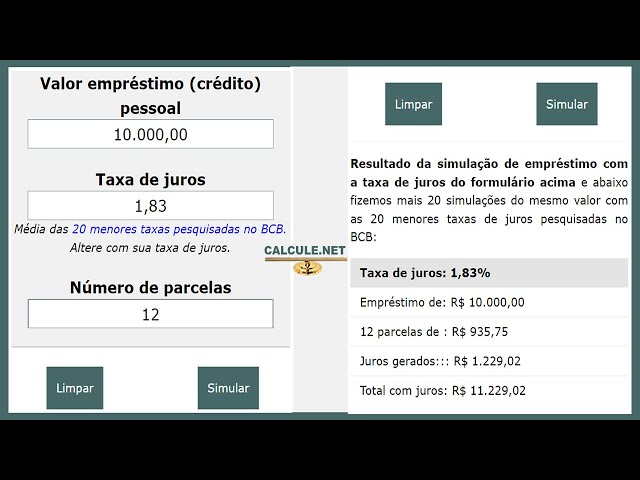 Valor empréstimo (crédito)
pessoal
10.000,00
Taxa de juros
1,83
Média das 20 menores taxas pesquisadas no BCB.
Altere com sua taxa de juros.
Número de parcelas
12
Limpar
Simular
CALCULE.NET
Limpar
Simular
Resultado da simulação de empréstimo com
a taxa de juros do formulário acima e abaixo
fizemos mais 20 simulações do mesmo valor com
as 20 menores taxas de juros pesquisadas no
BCB:
Taxa de juros: 1,83%
Empréstimo de: R$ 10.000,00
12 parcelas de : R$ 935,75
Juros gerados::: R$ 1.229,02
Total com juros: R$ 11.229,02